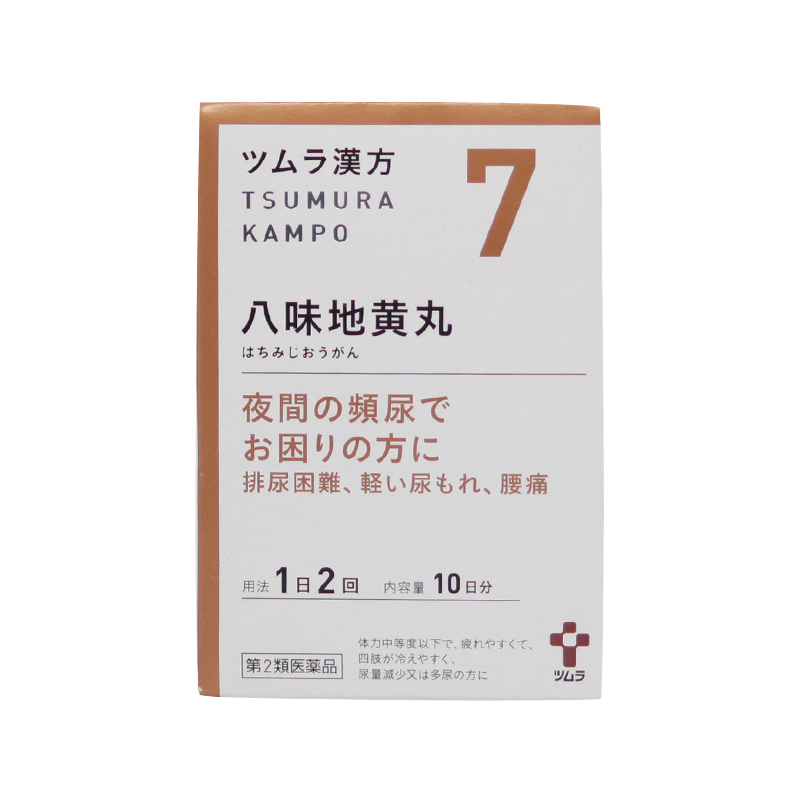 ツムラ漢方
TSUMURA
KAMPO
7
八味地黄丸
はちみじおうがん
夜間の頻尿で
お困りの方に
排尿困難、軽い尿もれ、腰痛
用法 1日2回 内容量 10日分
第2類医薬品
体力中等度以下で、疲れやすくて、
四肢が冷えやすく、
尿量減少又は多尿の方に
ツムラ